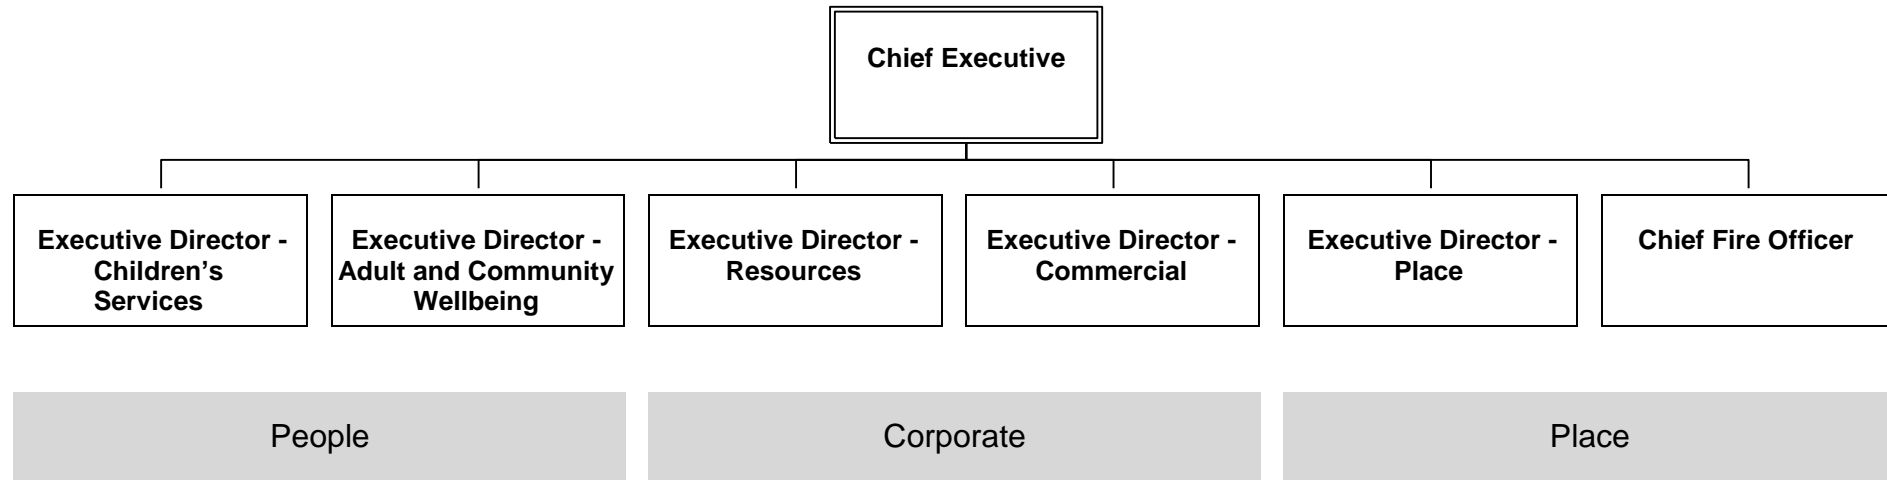 Chief Executive
Executive Director -
Children’s
Services
Executive Director -
Adult and Community
Wellbeing
Executive Director -
Resources
Executive Director -
Commercial
Executive Director -
Place
Chief Fire Officer
People
Corporate
Place